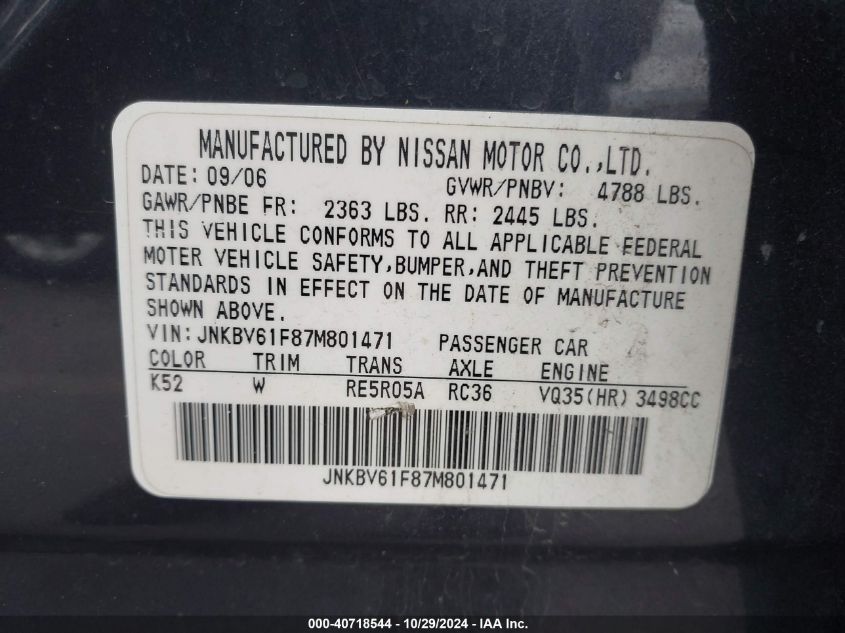 MANUFACTURED BY NISSAN MOTOR CO.,LTD.
DATE: 09/06 GVWR/PNBV: 4788 LBS.
GAWR/PNBE FR: 2363 LBS. RR: 2445 LBS.
THIS VEHICLE CONFORMS TO ALL APPLICABLE FEDERAL
MOTER VEHICLE SAFETY,BUMPER,AND THEFT PREVENTION
STANDARDS IN EFFECT ON THE DATE OF MANUFACTURE
SHOWN ABOVE.
VIN:JNKBV61F87M801471 PASSENGER CAR
COLOR TRIM TRANS AXLE ENGINE
K52 W RE5R05A RC36 VQ35(HR) 3498CC
JNKBV61F87M801471
000-40718544 - 10/29/2024 - www.iaai.com.